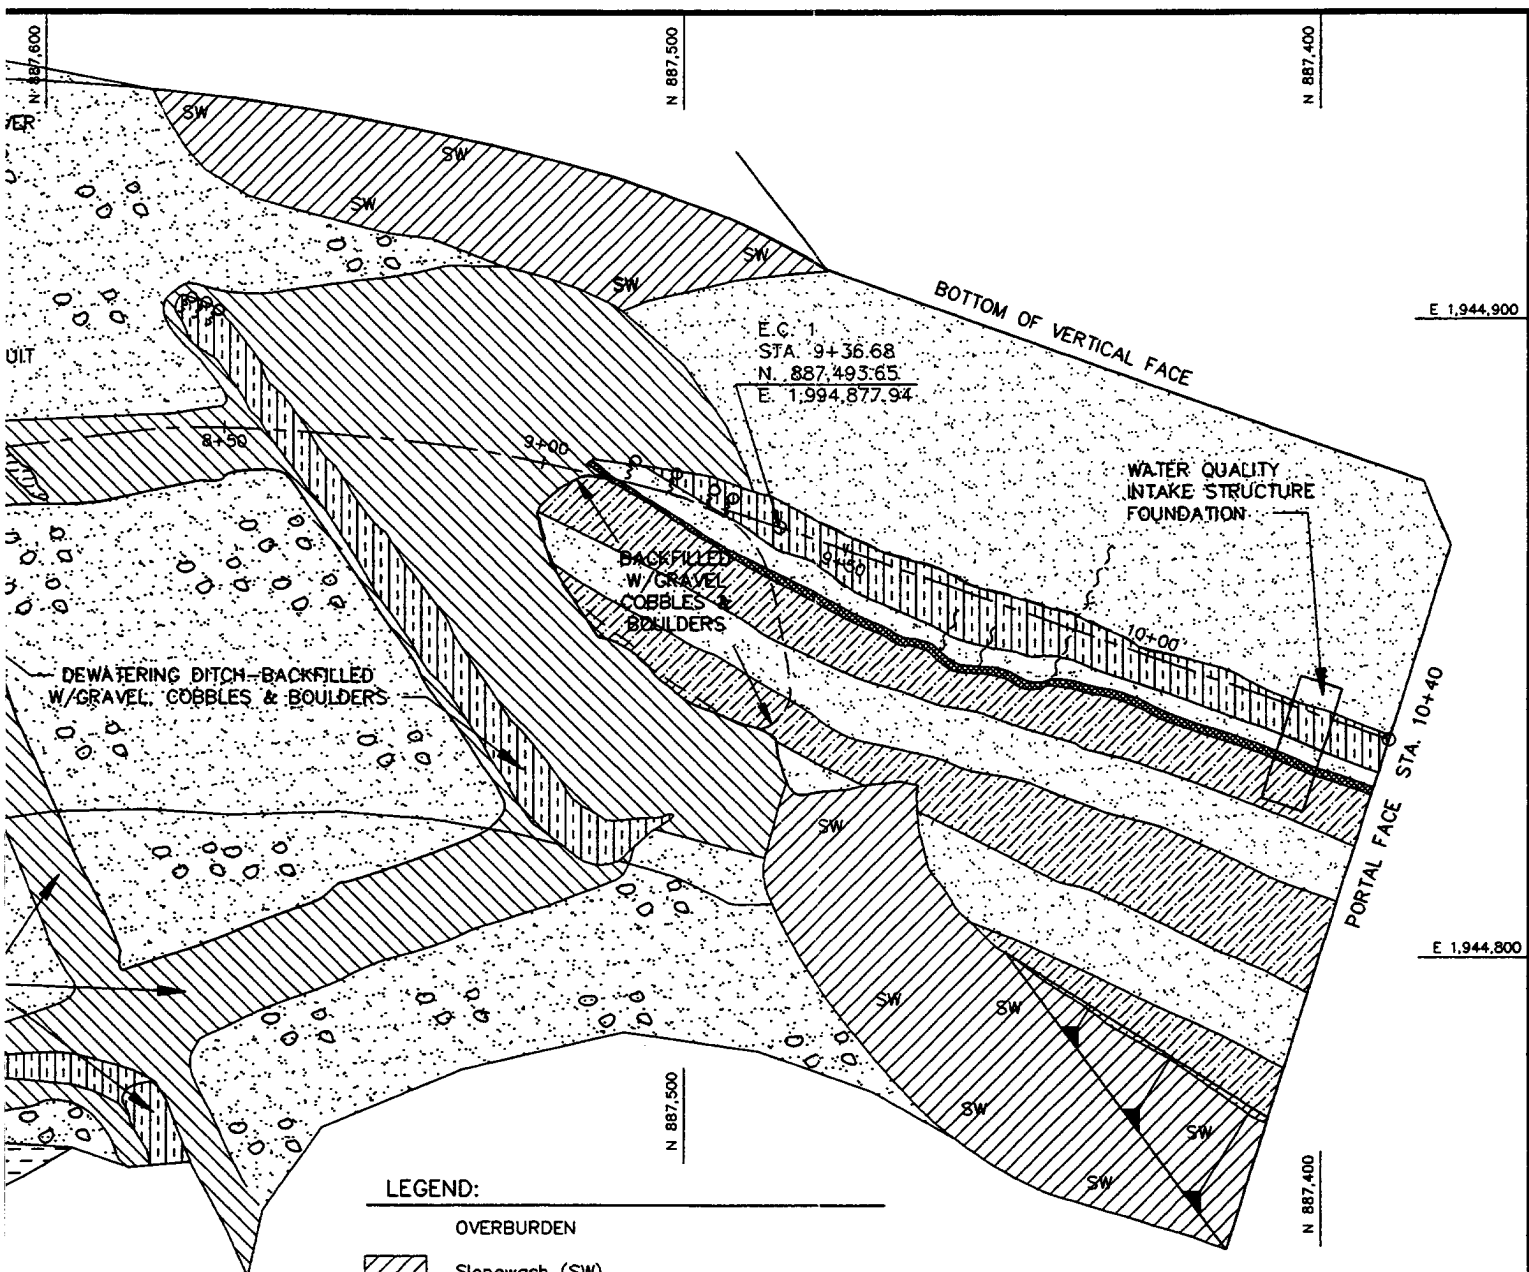 N 887,600
N 887,500
N 887,400
VER
SW
SW
SW
SW
SW
E 1,944,900
BOTTOM OF VERTICAL FACE
E.C. 1
STA. 9+36.68
N. 887,493.65
E. 1,994,877.94
UIT
8+50
9+00
WATER QUALITY
INTAKE STRUCTURE
FOUNDATION
BACKFILLED
W/GRAVEL,
COBBLES &
BOULDERS
9+50
10+00
DEWATERING DITCH-BACKFILLED
W/GRAVEL, COBBLES & BOULDERS
PORTAL FACE STA. 10+40
SW
E 1,944,800
SW
SW
SW
SW
SW
N 887,500
N 887,400
LEGEND:
OVERBURDEN
Slopewash (SW)